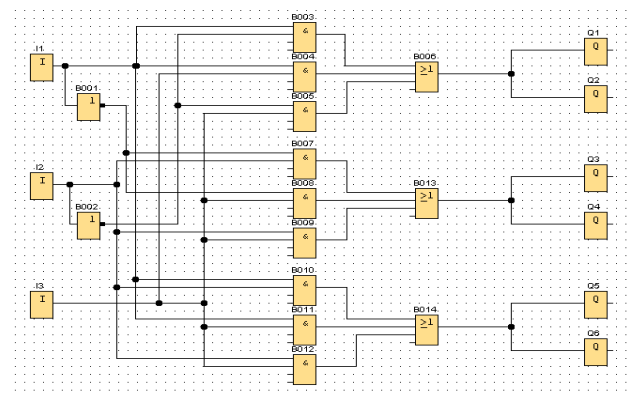 B003
&
Q1
Q
I1
I
B004
&
B006
≥1
B001
1
B005
&
Q2
Q
B007
&
Q3
Q
I2
I
B008
&
B013
≥1
B002
1
B009
&
Q4
Q
B010
&
Q5
Q
I3
I
B011
&
B014
≥1
B012
&
Q6
Q